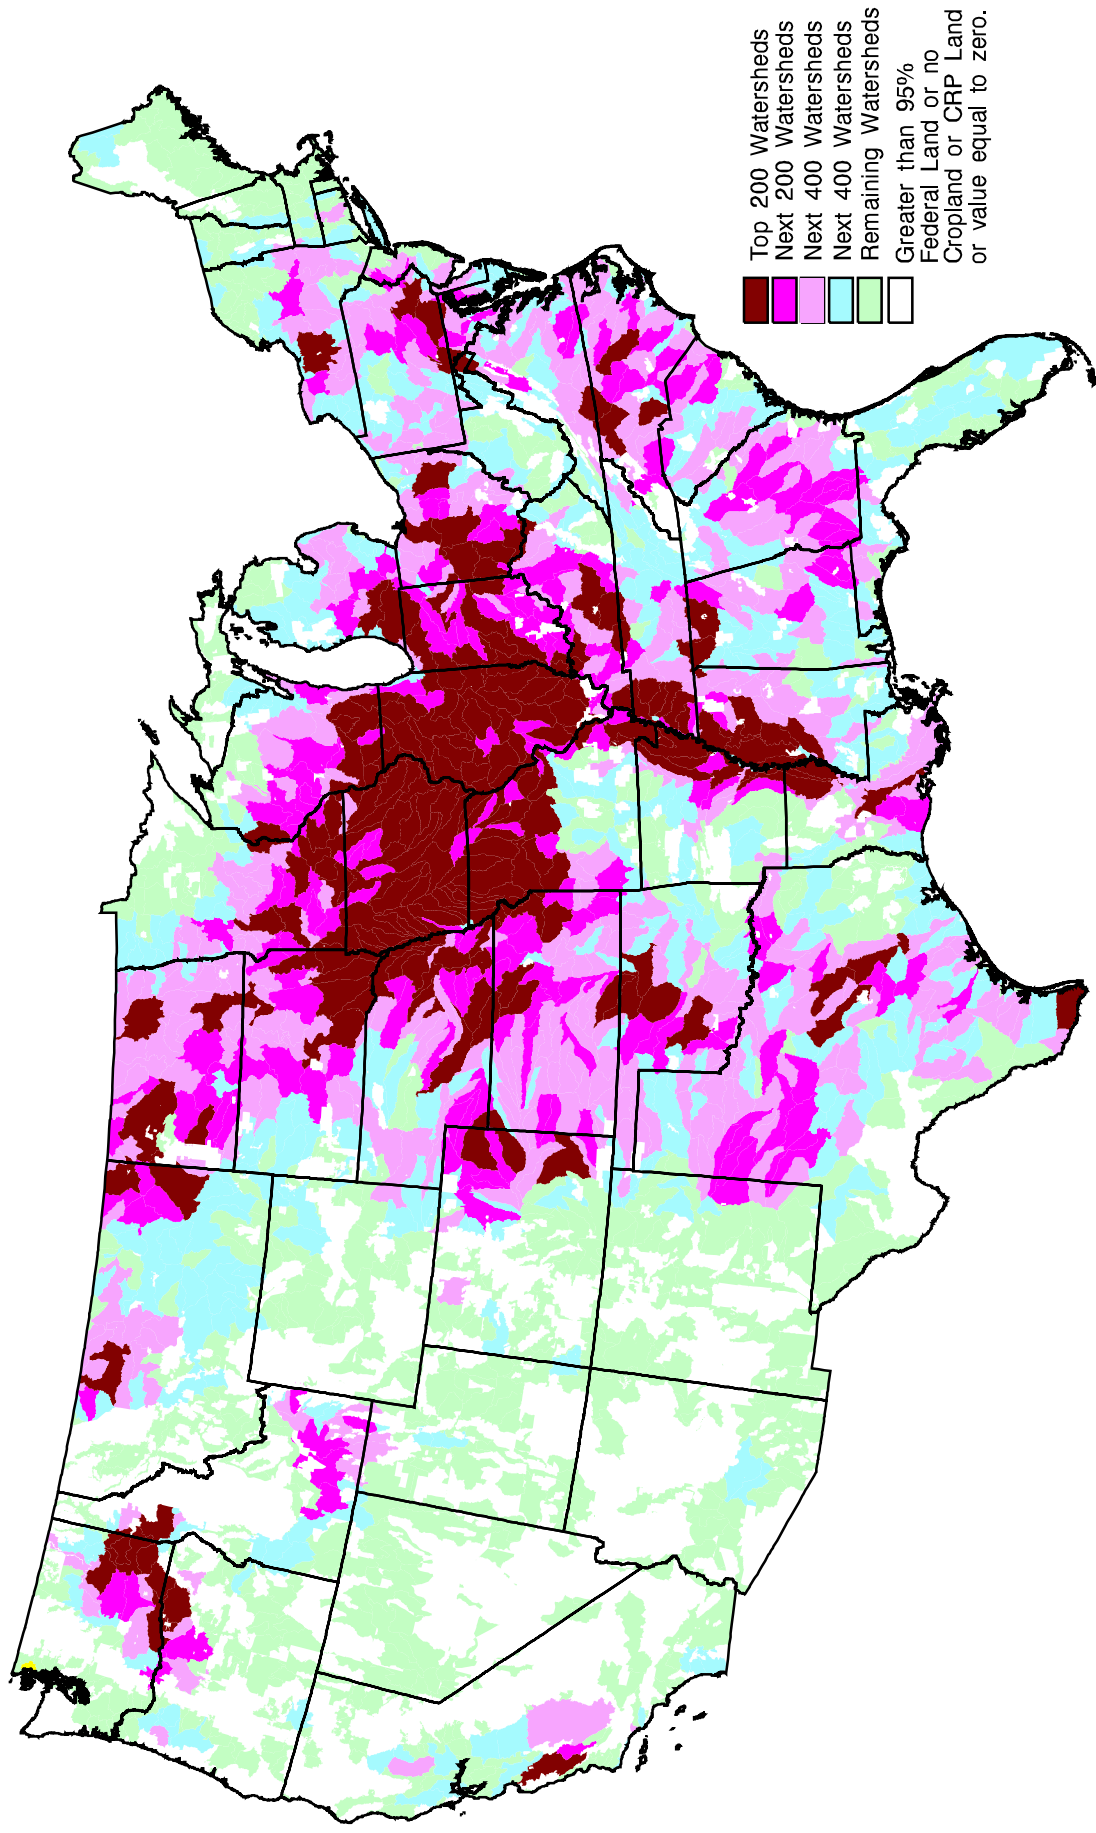 Top 200 Watersheds
Next 200 Watersheds
Next 400 Watersheds
Next 400 Watersheds
Remaining Watersheds
Greater than 95%
Federal Land or no
Cropland or CRP Land
or value equal to zero.